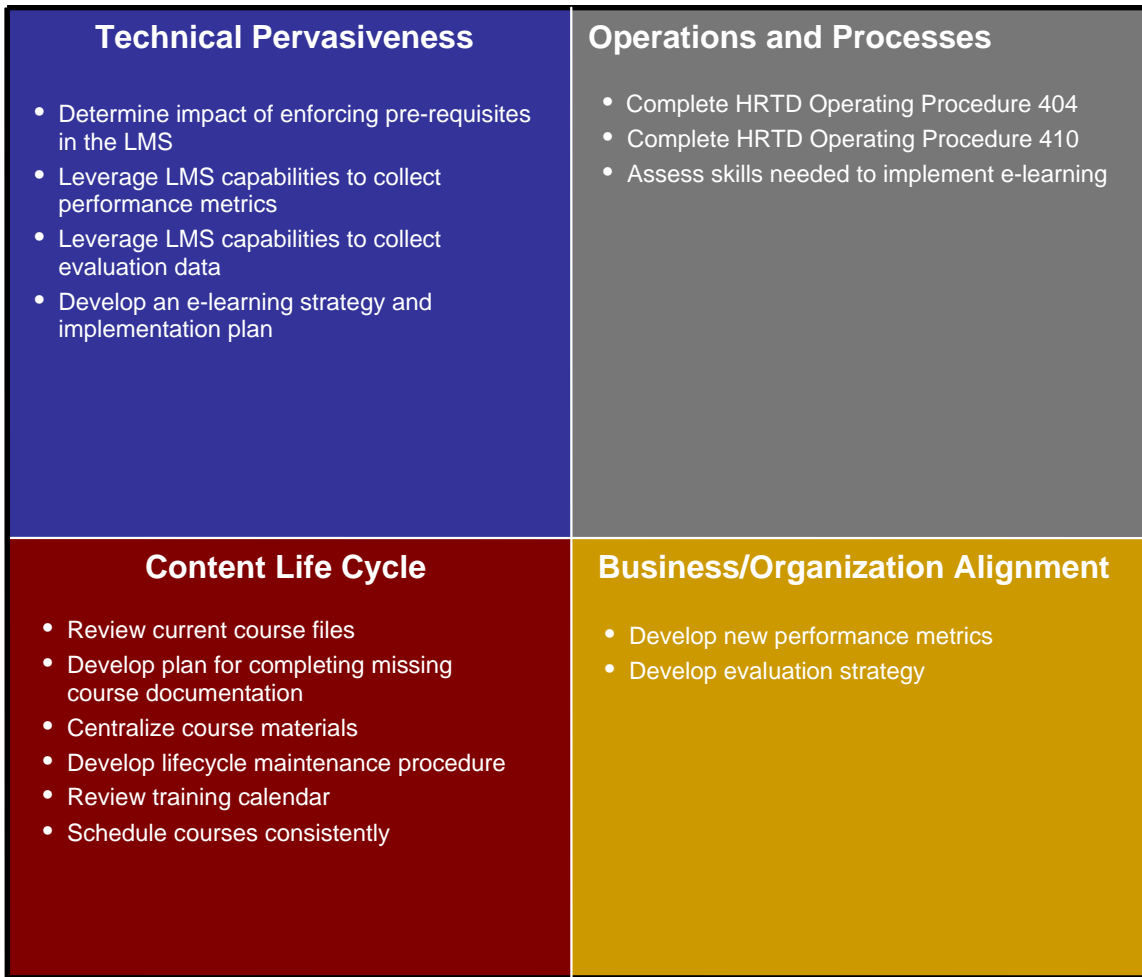 Technical Pervasiveness
• Determine impact of enforcing pre-requisites
in the LMS
• Leverage LMS capabilities to collect
performance metrics
• Leverage LMS capabilities to collect
evaluation data
• Develop an e-learning strategy and
implementation plan
Operations and Processes
• Complete HRTD Operating Procedure 404
• Complete HRTD Operating Procedure 410
• Assess skills needed to implement e-learning
Content Life Cycle
• Review current course files
• Develop plan for completing missing
course documentation
• Centralize course materials
• Develop lifecycle maintenance procedure
• Review training calendar
• Schedule courses consistently
Business/Organization Alignment
• Develop new performance metrics
• Develop evaluation strategy